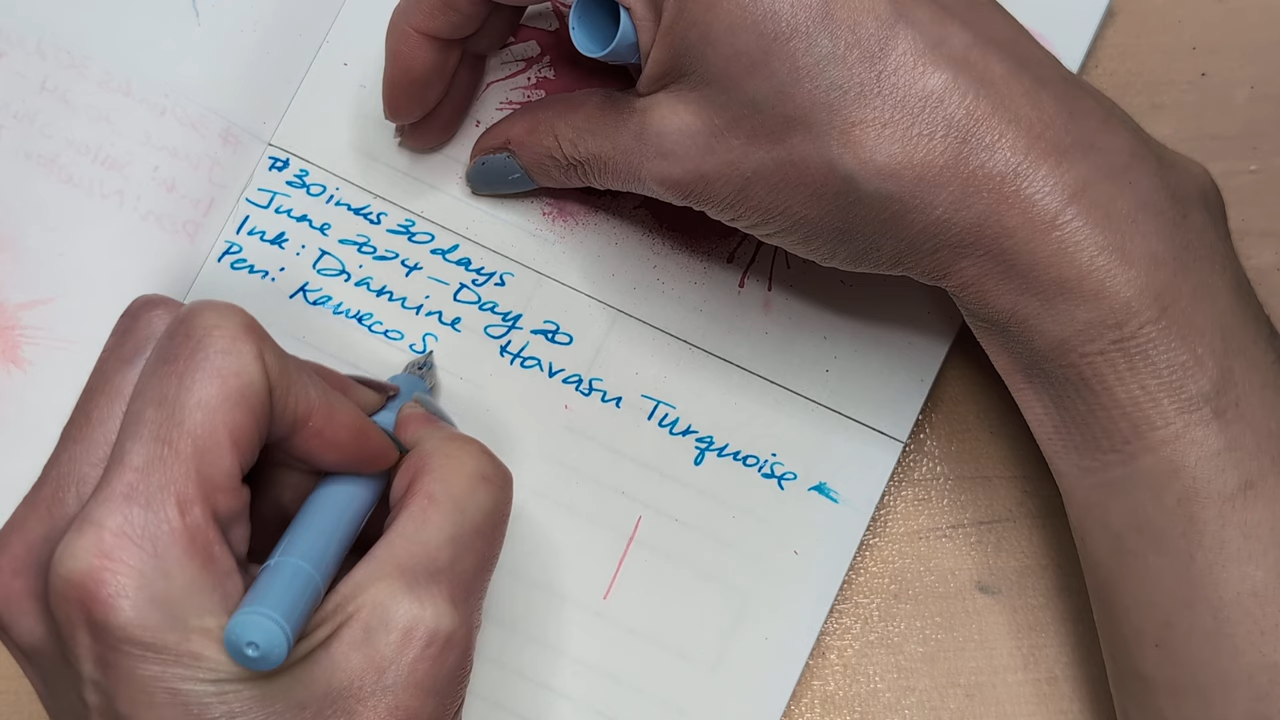 #30inks30days
June 2024 - Day 20
Ink: Diamine Havasu Turquoise
Pen: Kaweco S